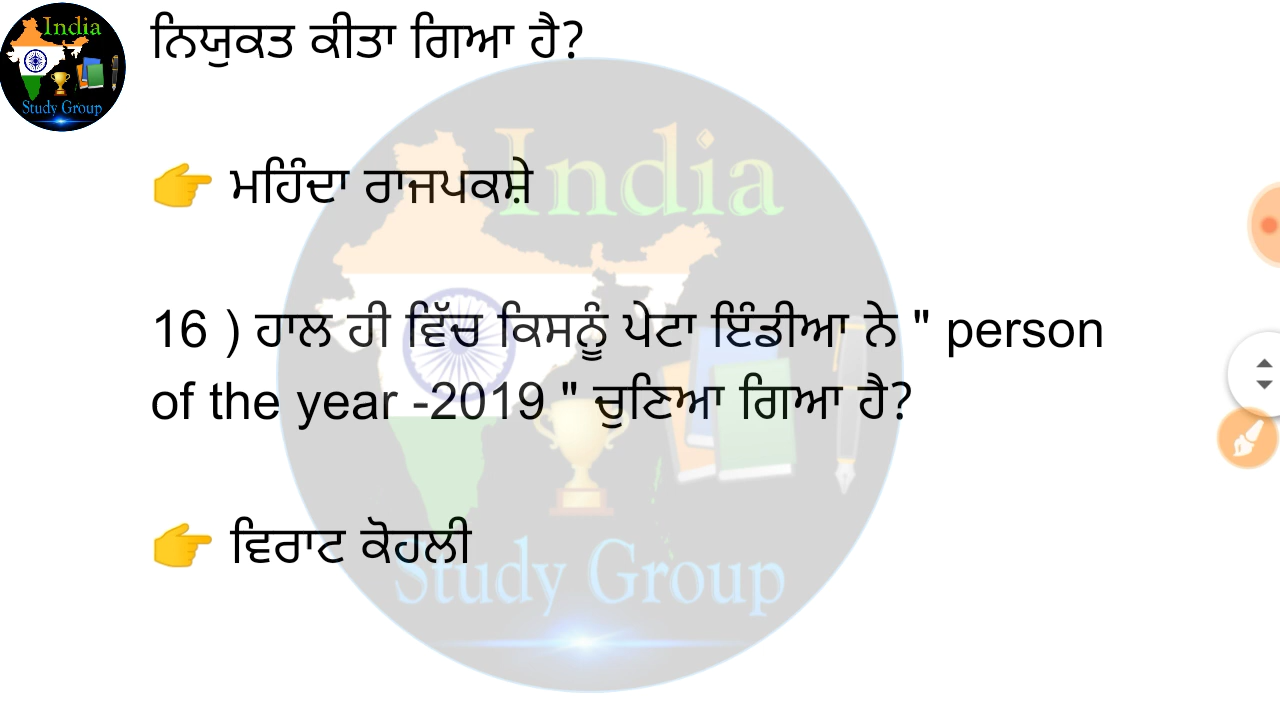 India
Study Group
ਨਿਯੁਕਤ ਕੀਤਾ ਗਿਆ ਹੈ?
👉 ਮਹਿੰਦਾ ਰਾਜਪਕਸ਼ੇ
16 ) ਹਾਲ ਹੀ ਵਿੱਚ ਕਿਸਨੂੰ ਪੇਟਾ ਇੰਡੀਆ ਨੇ " person
of the year -2019 " ਚੁਣਿਆ ਗਿਆ ਹੈ?
👉 ਵਿਰਾਟ ਕੋਹਲੀ
India
Study Group